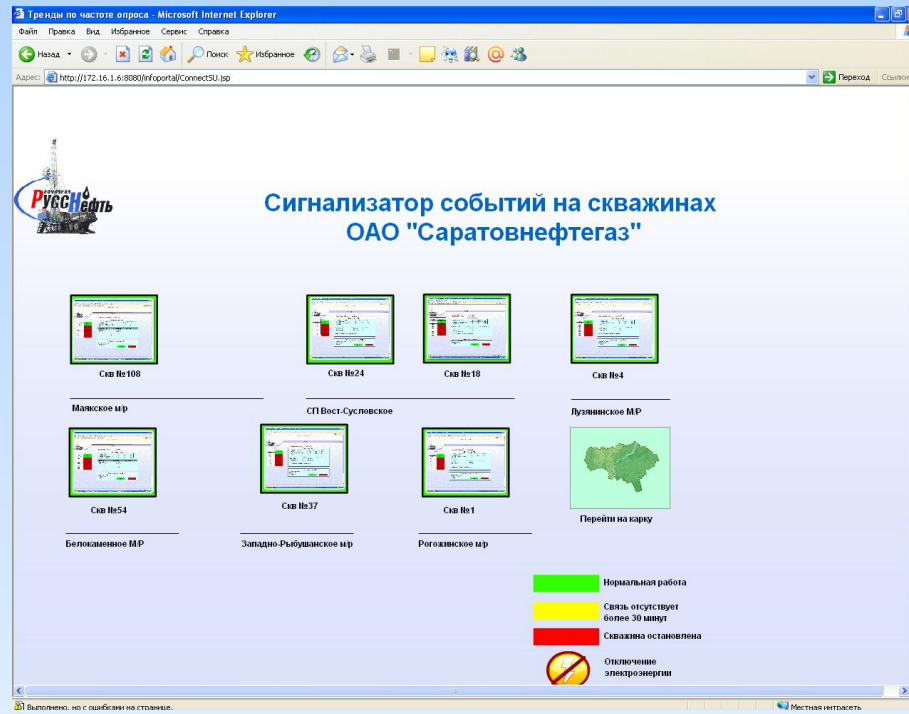 Тренды по частоте опроса - Microsoft Internet Explorer
Файл Правка Вид Избранное Сервис Справка
Назад Поиск Избранное
Адрес: http://172.16.1.6:8080/infoportal/ConnectSU.jsp Переход Ссылки
компания
РуссНефть
Сигнализатор событий на скважинах
ОАО "Саратовнефтегаз"
Скв №108 Скв №24 Скв №18 Скв №4
Маякское м/р СП Вост-Сусловское Лузянинское М/Р
Скв №54 Скв №37 Скв №1 Перейти на карку
Белокаменное М/Р Западно-Рыбушанское м/р Рогожинское м/р
Нормальная работа
Связь отсутствует
более 30 минут
Скважина остановлена
Отключение
электроэнергии
Выполнено, но с ошибками на странице. Местная интрасеть